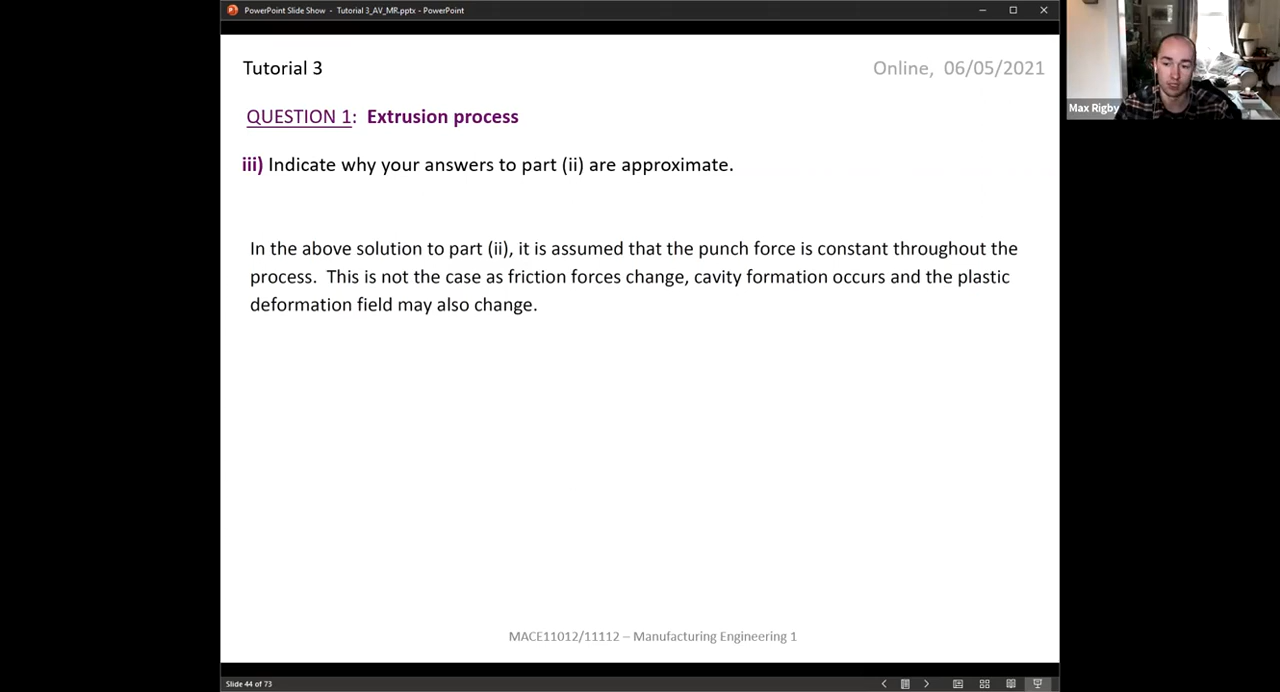 PowerPoint Slide Show - Tutorial 3_AV_MR.pptx - PowerPoint
Tutorial 3
Online, 06/05/2021
QUESTION 1: Extrusion process
iii) Indicate why your answers to part (ii) are approximate.
In the above solution to part (ii), it is assumed that the punch force is constant throughout the
process. This is not the case as friction forces change, cavity formation occurs and the plastic
deformation field may also change.
MACE11012/11112 – Manufacturing Engineering 1
Slide 44 of 73
Max Rigby